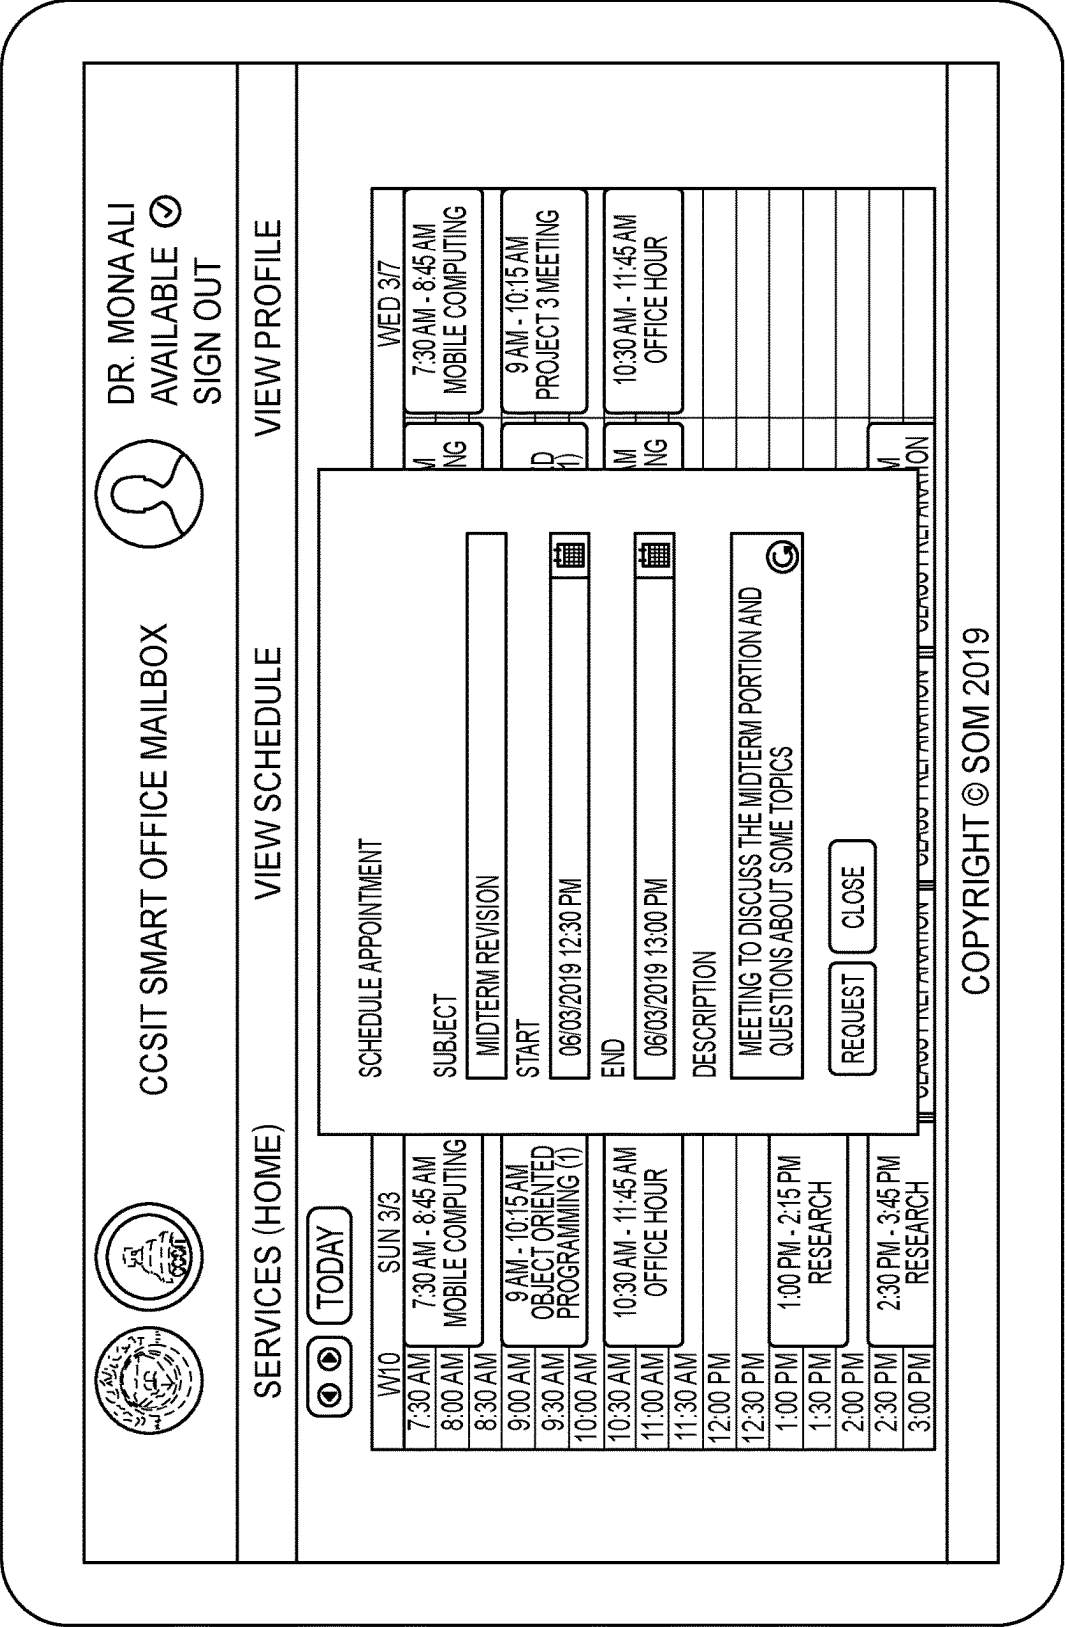 CCSIT SMART OFFICE MAILBOX
DR. MONA ALI
AVAILABLE
SIGN OUT
SERVICES (HOME)
VIEW SCHEDULE
VIEW PROFILE
TODAY
W10
SUN 3/3
WED 3/7
7:30 AM
8:00 AM
8:30 AM
9:00 AM
9:30 AM
10:00 AM
10:30 AM
11:00 AM
11:30 AM
12:00 PM
12:30 PM
1:00 PM
1:30 PM
2:00 PM
2:30 PM
3:00 PM
7:30 AM - 8:45 AM
MOBILE COMPUTING
9 AM - 10:15 AM
OBJECT ORIENTED
PROGRAMMING (1)
10:30 AM - 11:45 AM
OFFICE HOUR
1:00 PM - 2:15 PM
RESEARCH
2:30 PM - 3:45 PM
RESEARCH
SCHEDULE APPOINTMENT
SUBJECT
MIDTERM REVISION
START
06/03/2019 12:30 PM
END
06/03/2019 13:00 PM
DESCRIPTION
MEETING TO DISCUSS THE MIDTERM PORTION AND
QUESTIONS ABOUT SOME TOPICS
REQUEST
CLOSE
CLASS PREPARATION
CLASS PREPARATION
CLASS PREPARATION
7:30 AM - 8:45 AM
MOBILE COMPUTING
9 AM - 10:15 AM
PROJECT 3 MEETING
10:30 AM - 11:45 AM
OFFICE HOUR
COPYRIGHT © SOM 2019